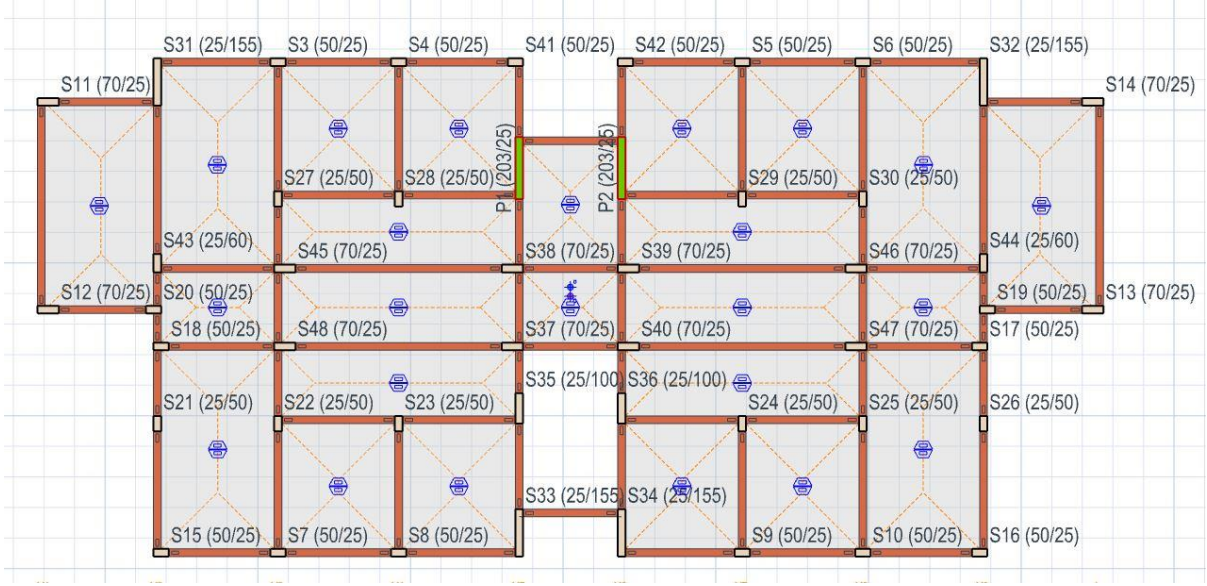 S31 (25/155) S3 (50/25) S4 (50/25) S41 (50/25) S42 (50/25) S5 (50/25) S6 (50/25) S32 (25/155)
S11 (70/25) S14 (70/25)
P1 (203/25) P2 (203/25)
S27 (25/50) S28 (25/50) S29 (25/50) S30 (25/50)
S43 (25/60) S45 (70/25) S38 (70/25) S39 (70/25) S46 (70/25) S44 (25/60)
S12 (70/25) S20 (50/25) S19 (50/25) S13 (70/25)
S18 (50/25) S48 (70/25) S37 (70/25) S40 (70/25) S47 (70/25) S17 (50/25)
S35 (25/100) S36 (25/100)
S21 (25/50) S22 (25/50) S23 (25/50) S24 (25/50) S25 (25/50) S26 (25/50)
S33 (25/155) S34 (25/155)
S15 (50/25) S7 (50/25) S8 (50/25) S9 (50/25) S10 (50/25) S16 (50/25)